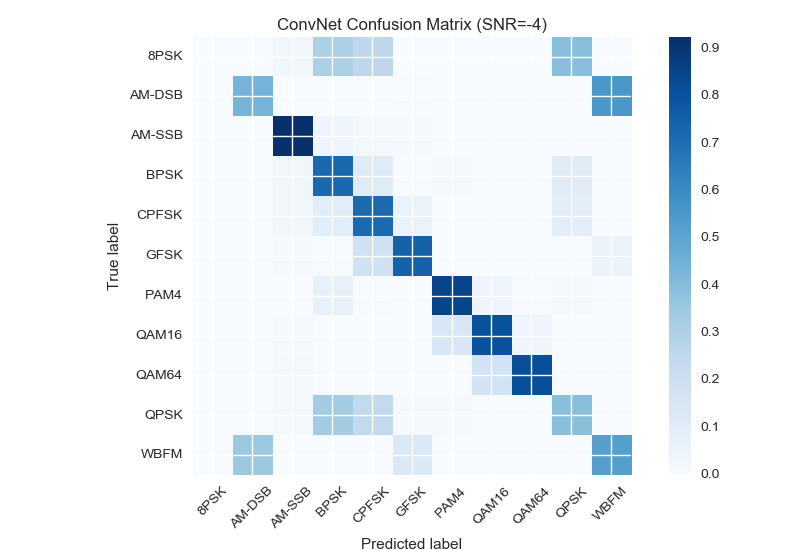 ConvNet Confusion Matrix (SNR=-4)
True label
8PSK
AM-DSB
AM-SSB
BPSK
CPFSK
GFSK
PAM4
QAM16
QAM64
QPSK
WBFM
8PSK
AM-DSB
AM-SSB
BPSK
CPFSK
GFSK
PAM4
QAM16
QAM64
QPSK
WBFM
Predicted label
0.9
0.8
0.7
0.6
0.5
0.4
0.3
0.2
0.1
0.0